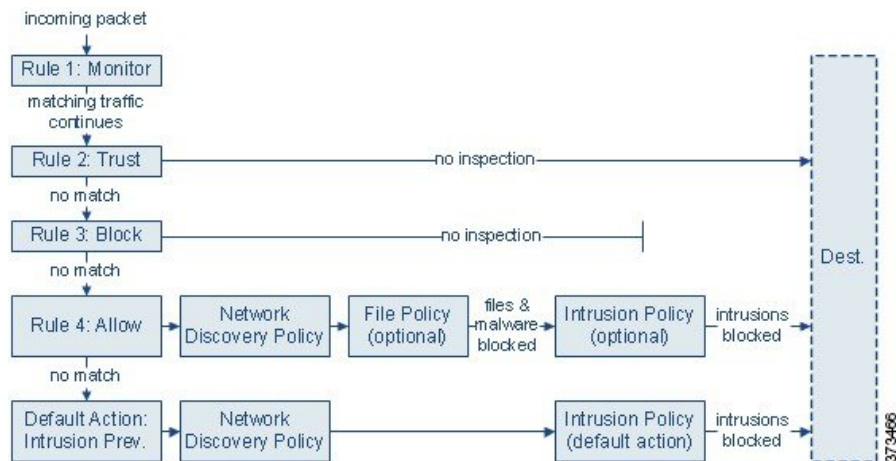 incoming packet
Rule 1: Monitor
matching traffic
continues
Rule 2: Trust
no inspection
no match
Rule 3: Block
no inspection
no match
Dest.
Rule 4: Allow
Network
Discovery Policy
File Policy
(optional)
files &
malware
blocked
Intrusion Policy
(optional)
intrusions
blocked
no match
Default Action:
Intrusion Prev.
Network
Discovery Policy
Intrusion Policy
(default action)
intrusions
blocked